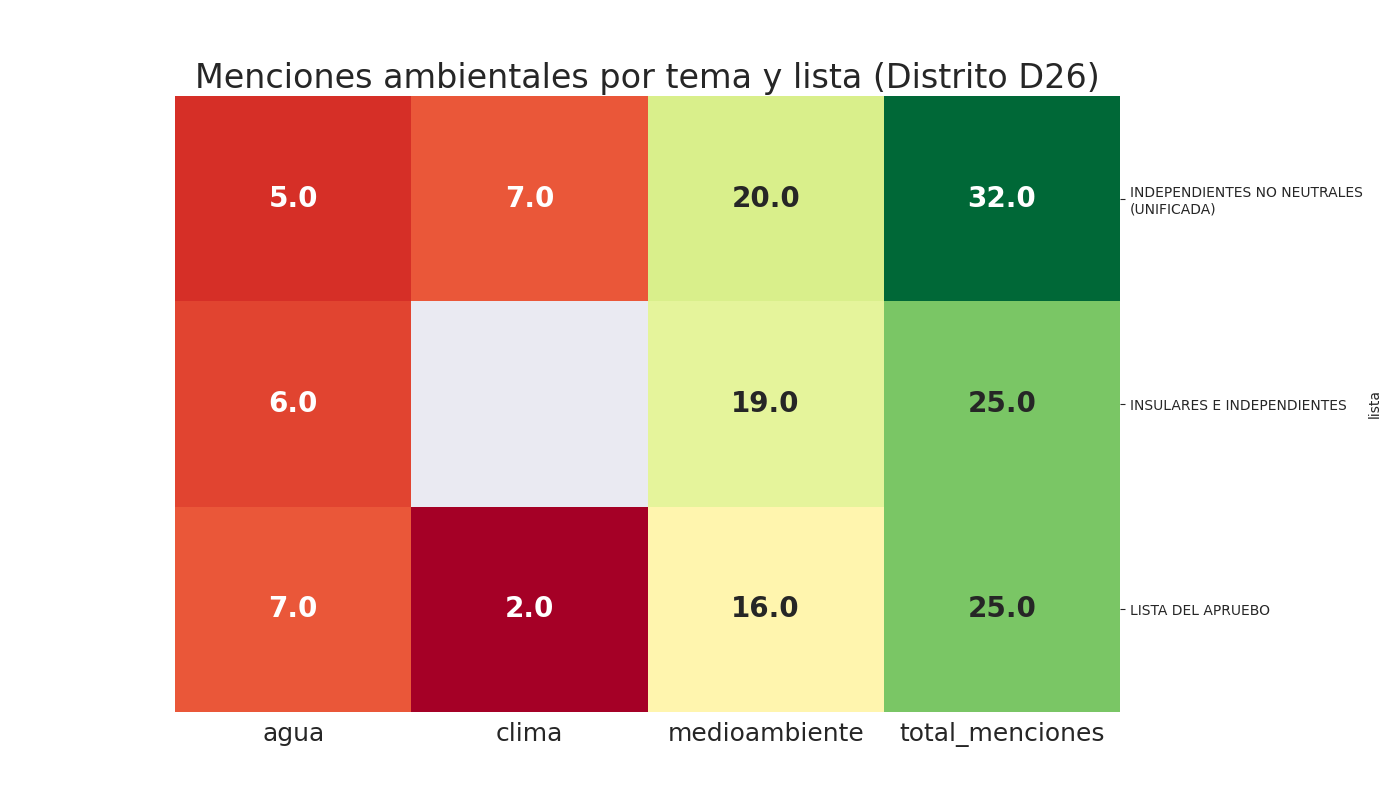 Menciones ambientales por tema y lista (Distrito D26)
5.0 7.0 20.0 32.0 INDEPENDIENTES NO NEUTRALES
(UNIFICADA)
6.0 19.0 25.0 INSULARES E INDEPENDIENTES
lista
7.0 2.0 16.0 25.0 LISTA DEL APRUEBO
agua clima medioambiente total_menciones